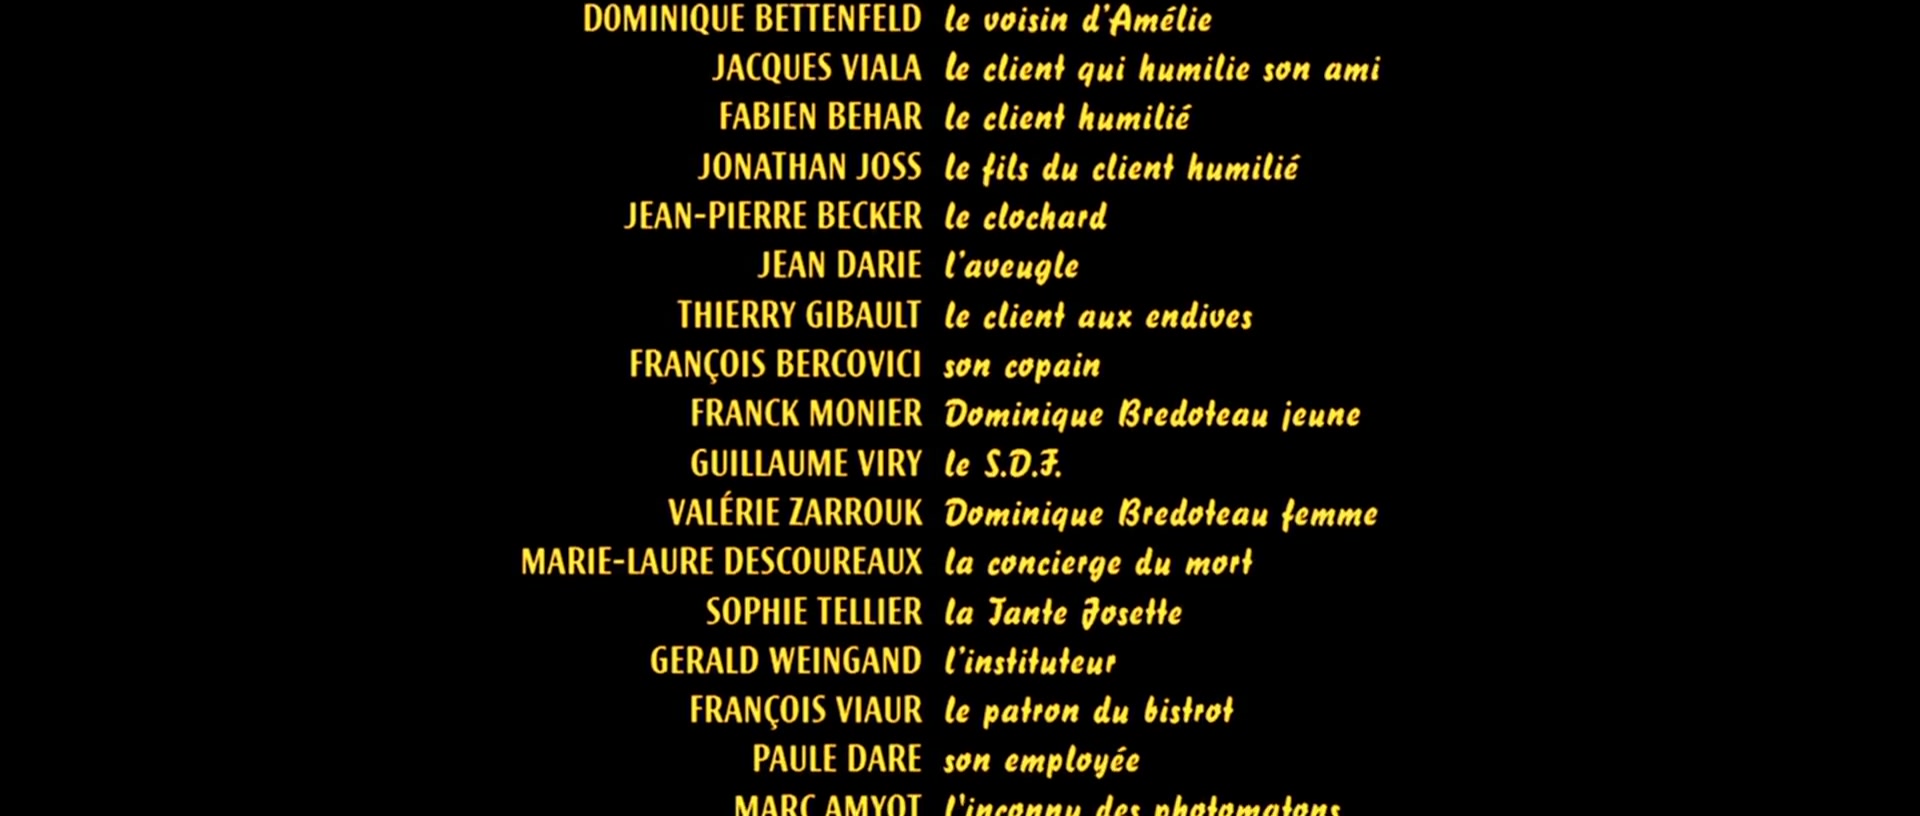 DOMINIQUE BETTENFELD le voisin d'Amélie
JACQUES VIALA le client qui humilie son ami
FABIEN BEHAR le client humilié
JONATHAN JOSS le fils du client humilié
JEAN-PIERRE BECKER le clochard
JEAN DARIE l'aveugle
THIERRY GIBAULT le client aux endives
FRANÇOIS BERCOVICI son copain
FRANCK MONIER Dominique Bredoteau jeune
GUILLAUME VIRY le S.D.F.
VALÉRIE ZARROUK Dominique Bredoteau femme
MARIE-LAURE DESCOUREAUX la concierge du mort
SOPHIE TELLIER la Tante Josette
GERALD WEINGAND l'instituteur
FRANÇOIS VIAUR le patron du bistrot
PAULE DARE son employée
MARC AMYOT l'inconnu des photomatons